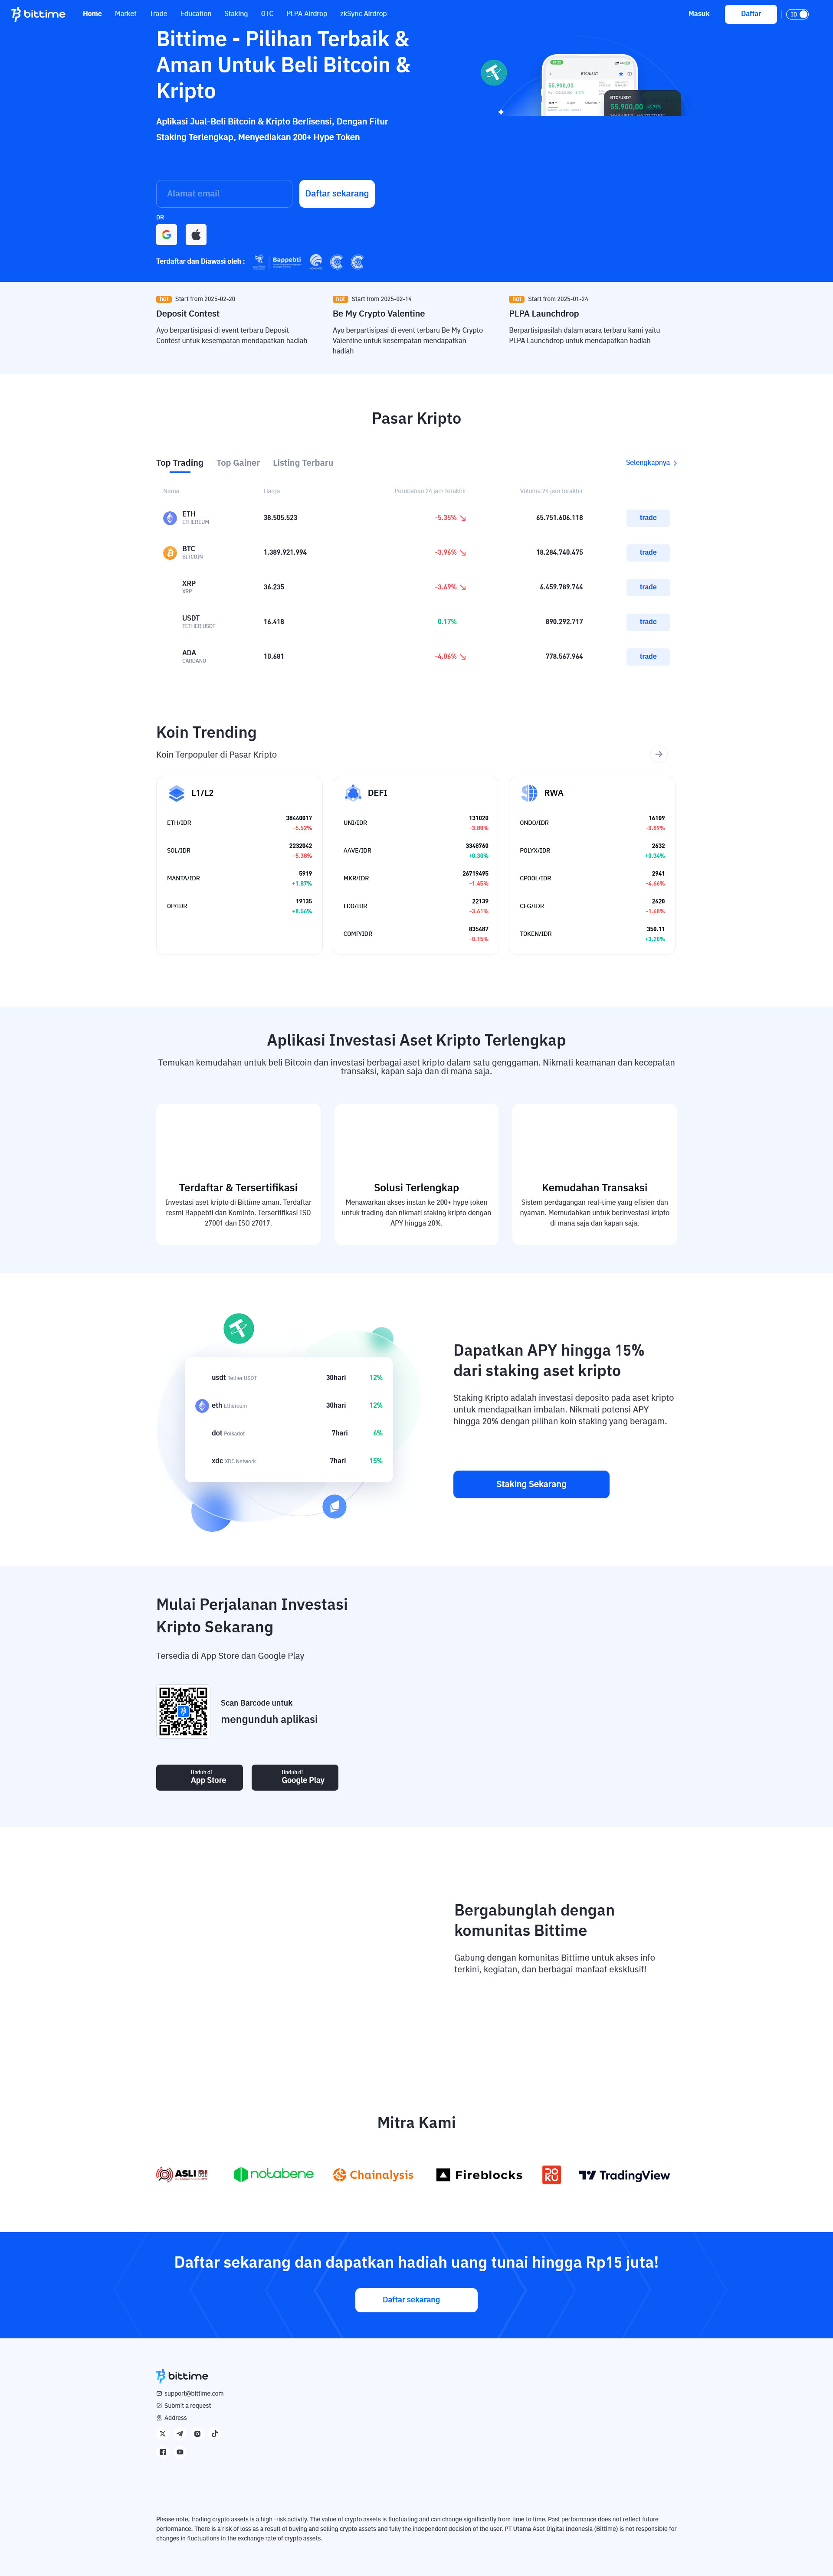 bittime
Home Market Trade Education Staking OTC PLPA Airdrop zkSync Airdrop Masuk Daftar ID
Bittime - Pilihan Terbaik &
Aman Untuk Beli Bitcoin &
Kripto
Aplikasi Jual-Beli Bitcoin & Kripto Berlisensi, Dengan Fitur
Staking Terlengkap, Menyediakan 200+ Hype Token
BTC/USDT
55.900,00
BTC/USDT
55.900,00
Alamat email
Daftar sekarang
OR
Terdaftar dan Diawasi oleh :
Bappebti
hot Start from 2025-02-20
Deposit Contest
Ayo berpartisipasi di event terbaru Deposit
Contest untuk kesempatan mendapatkan hadiah
hot Start from 2025-02-14
Be My Crypto Valentine
Ayo berpartisipasi di event terbaru Be My Crypto
Valentine untuk kesempatan mendapatkan
hadiah
hot Start from 2025-01-24
PLPA Launchdrop
Berpartisipasilah dalam acara terbaru kami yaitu
PLPA Launchdrop untuk mendapatkan hadiah
Pasar Kripto
Top Trading Top Gainer Listing Terbaru Selengkapnya
Nama Harga Perubahan 24 jam terakhir Volume 24 jam terakhir
ETH
ETHEREUM
38.505.523 -5.35% 65.751.606.118 trade
BTC
BITCOIN
1.389.921.994 -3.96% 18.284.740.475 trade
XRP
XRP
36.235 -3.69% 6.459.789.744 trade
USDT
TETHER USDT
16.418 0.17% 890.292.717 trade
ADA
CARDANO
10.681 -4.06% 778.567.964 trade
Koin Trending
Koin Terpopuler di Pasar Kripto
L1/L2
ETH/IDR 38440017
-5.52%
SOL/IDR 2232042
-5.38%
MANTA/IDR 5919
+1.87%
OP/IDR 19135
+8.56%
DEFI
UNI/IDR 131020
-3.88%
AAVE/IDR 3348760
+0.30%
MKR/IDR 26719495
-1.45%
LDO/IDR 22139
-3.61%
COMP/IDR 835487
-0.15%
RWA
ONDO/IDR 16109
-0.89%
POLYX/IDR 2632
+0.34%
CPOOL/IDR 2941
-4.66%
CFG/IDR 2620
-1.68%
TOKEN/IDR 350.11
+3.20%
Aplikasi Investasi Aset Kripto Terlengkap
Temukan kemudahan untuk beli Bitcoin dan investasi berbagai aset kripto dalam satu genggaman. Nikmati keamanan dan kecepatan
transaksi, kapan saja dan di mana saja.
Terdaftar & Tersertifikasi
Investasi aset kripto di Bittime aman. Terdaftar
resmi Bappebti dan Kominfo. Tersertifikasi ISO
27001 dan ISO 27017.
Solusi Terlengkap
Menawarkan akses instan ke 200+ hype token
untuk trading dan nikmati staking kripto dengan
APY hingga 20%.
Kemudahan Transaksi
Sistem perdagangan real-time yang efisien dan
nyaman. Memudahkan untuk berinvestasi kripto
di mana saja dan kapan saja.
usdt Tether USDT 30hari 12%
eth Ethereum 30hari 12%
dot Polkadot 7hari 6%
xdc XDC Network 7hari 15%
Dapatkan APY hingga 15%
dari staking aset kripto
Staking Kripto adalah investasi deposito pada aset kripto
untuk mendapatkan imbalan. Nikmati potensi APY
hingga 20% dengan pilihan koin staking yang beragam.
Staking Sekarang
Mulai Perjalanan Investasi
Kripto Sekarang
Tersedia di App Store dan Google Play
Scan Barcode untuk
mengunduh aplikasi
Unduh di
App Store
Unduh di
Google Play
Bergabunglah dengan
komunitas Bittime
Gabung dengan komunitas Bittime untuk akses info
terkini, kegiatan, dan berbagai manfaat eksklusif!
Mitra Kami
ASLI RI notabene Chainalysis Fireblocks DOKU TradingView
Daftar sekarang dan dapatkan hadiah uang tunai hingga Rp15 juta!
Daftar sekarang
bittime
support@bittime.com
Submit a request
Address
Please note, trading crypto assets is a high -risk activity. The value of crypto assets is fluctuating and can change significantly from time to time. Past performance does not reflect future
performance. There is a risk of loss as a result of buying and selling crypto assets and fully the independent decision of the user. PT Utama Aset Digital Indonesia (Bittime) is not responsible for
changes in fluctuations in the exchange rate of crypto assets.